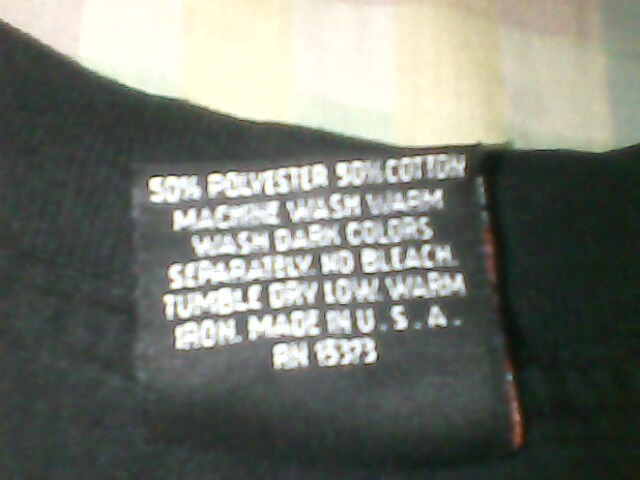 50% POLYESTER 50% COTTON
MACHINE WASH WARM
WASH DARK COLORS
SEPARATELY. NO BLEACH.
TUMBLE DRY LOW. WARM
IRON. MADE IN U.S.A.
RN 15373